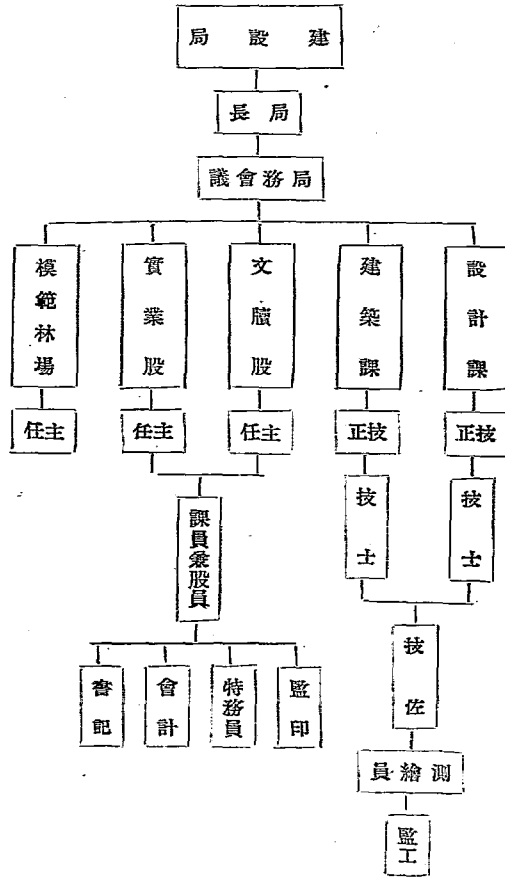 建設局
局長
局務會議
設計課
建築課
文牘股
實業股
模範林場
技正
技正
主任
主任
主任
技士
技士
課員兼股員
技佐
監印
特務員
會計
書記
測繪員
監工